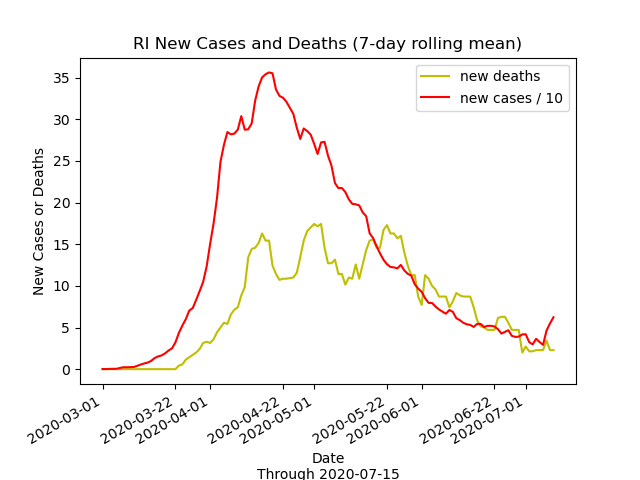 RI New Cases and Deaths (7-day rolling mean)
new deaths
new cases / 10
35
30
25
20
15
10
5
0
New Cases or Deaths
2020-03-01
2020-03-22
2020-04-01
2020-04-22
2020-05-01
2020-05-22
2020-06-01
2020-06-22
2020-07-01
Date
Through 2020-07-15